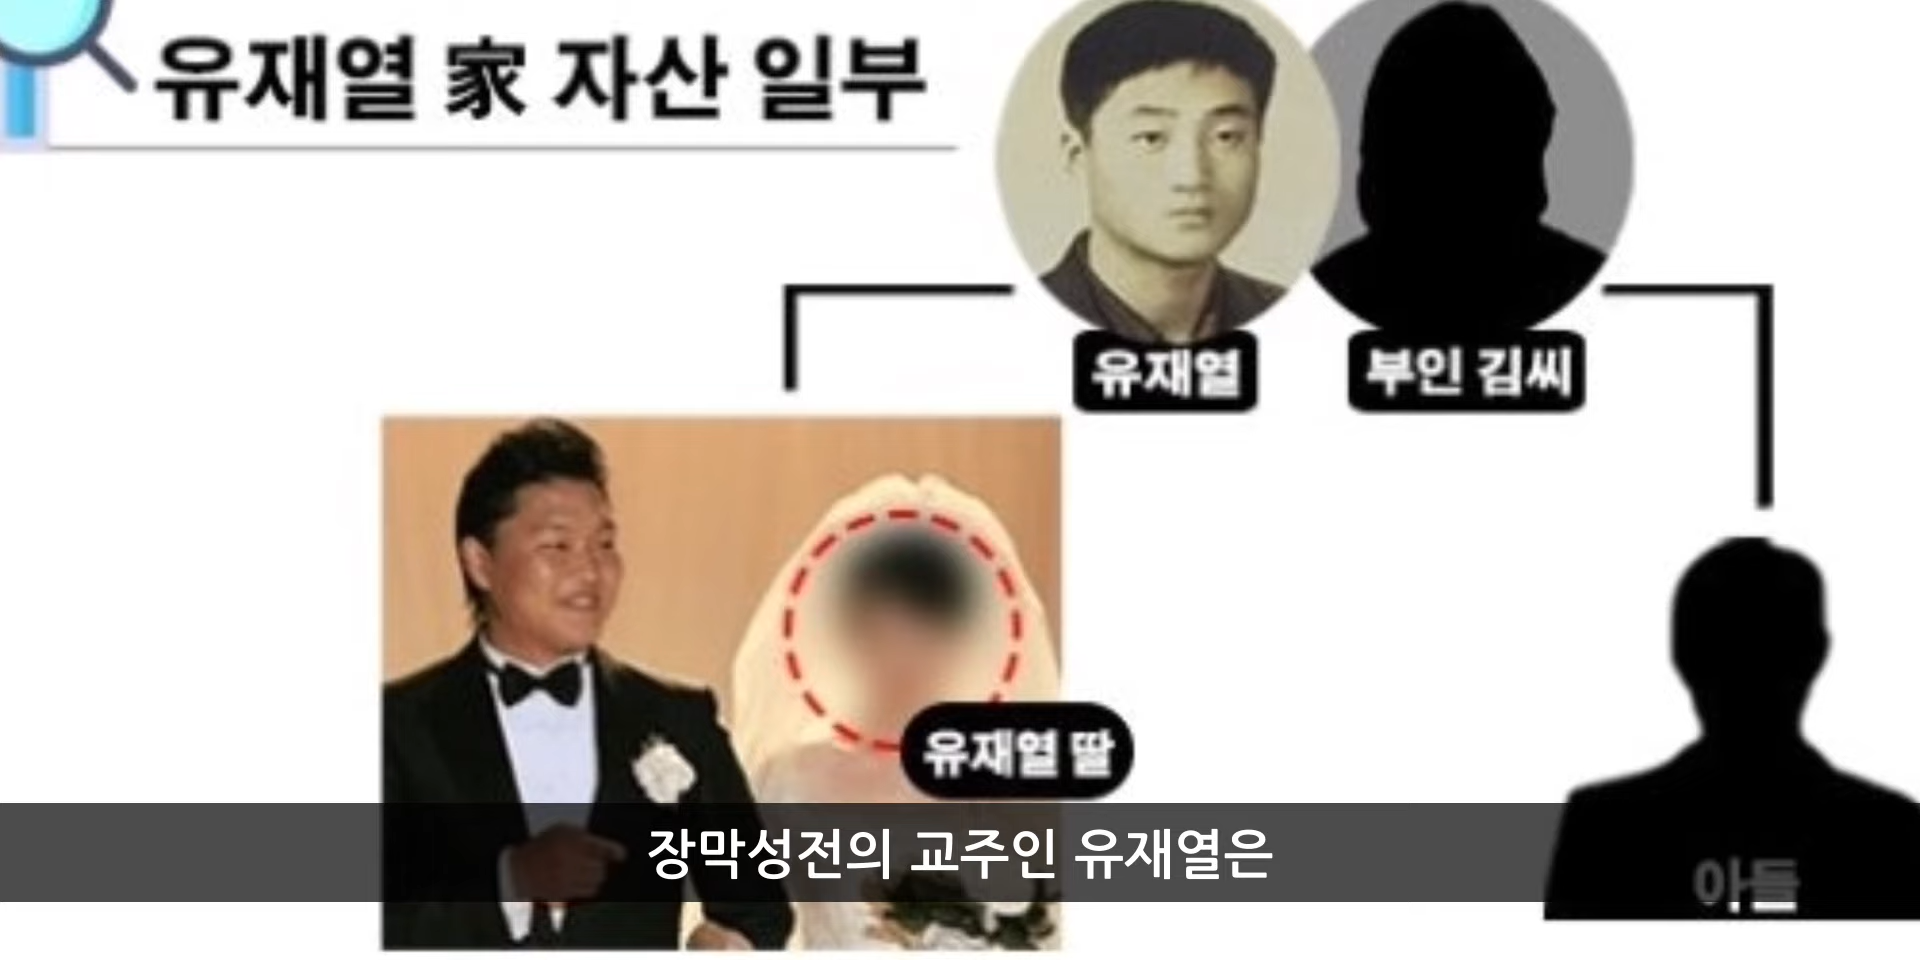 유재열 家 자산 일부
유재열
부인 김씨
유재열 딸
아들
장막성전의 교주인 유재열은